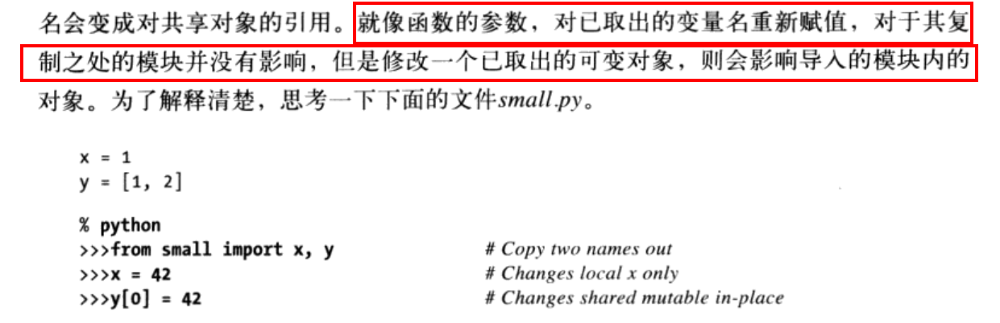 名会变成对共享对象的引用。就像函数的参数，对已取出的变量名重新赋值，对于其复
制之处的模块并没有影响，但是修改一个已取出的可变对象，则会影响导入的模块内的
对象。为了解释清楚，思考一下下面的文件small.py。
x = 1
y = [1, 2]
% python
>>>from small import x, y # Copy two names out
>>>x = 42 # Changes local x only
>>>y[0] = 42 # Changes shared mutable in-place